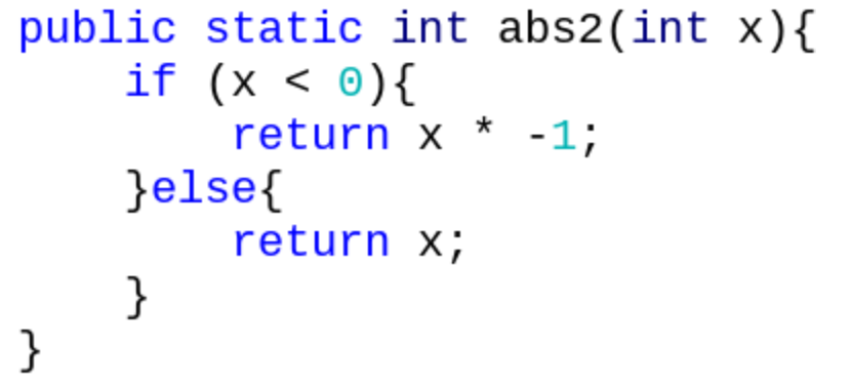 public static int abs2(int x){
    if (x < 0){
        return x * -1;
    }else{
        return x;
    }
}